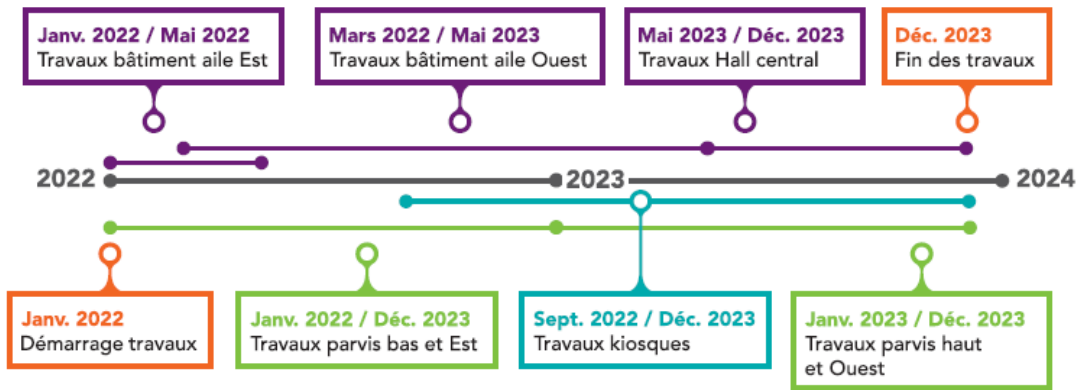 Janv. 2022 / Mai 2022
Travaux bâtiment aile Est
Mars 2022 / Mai 2023
Travaux bâtiment aile Ouest
Mai 2023 / Déc. 2023
Travaux Hall central
Déc. 2023
Fin des travaux
2022
2023
2024
Janv. 2022
Démarrage travaux
Janv. 2022 / Déc. 2023
Travaux parvis bas et Est
Sept. 2022 / Déc. 2023
Travaux kiosques
Janv. 2023 / Déc. 2023
Travaux parvis haut
et Ouest